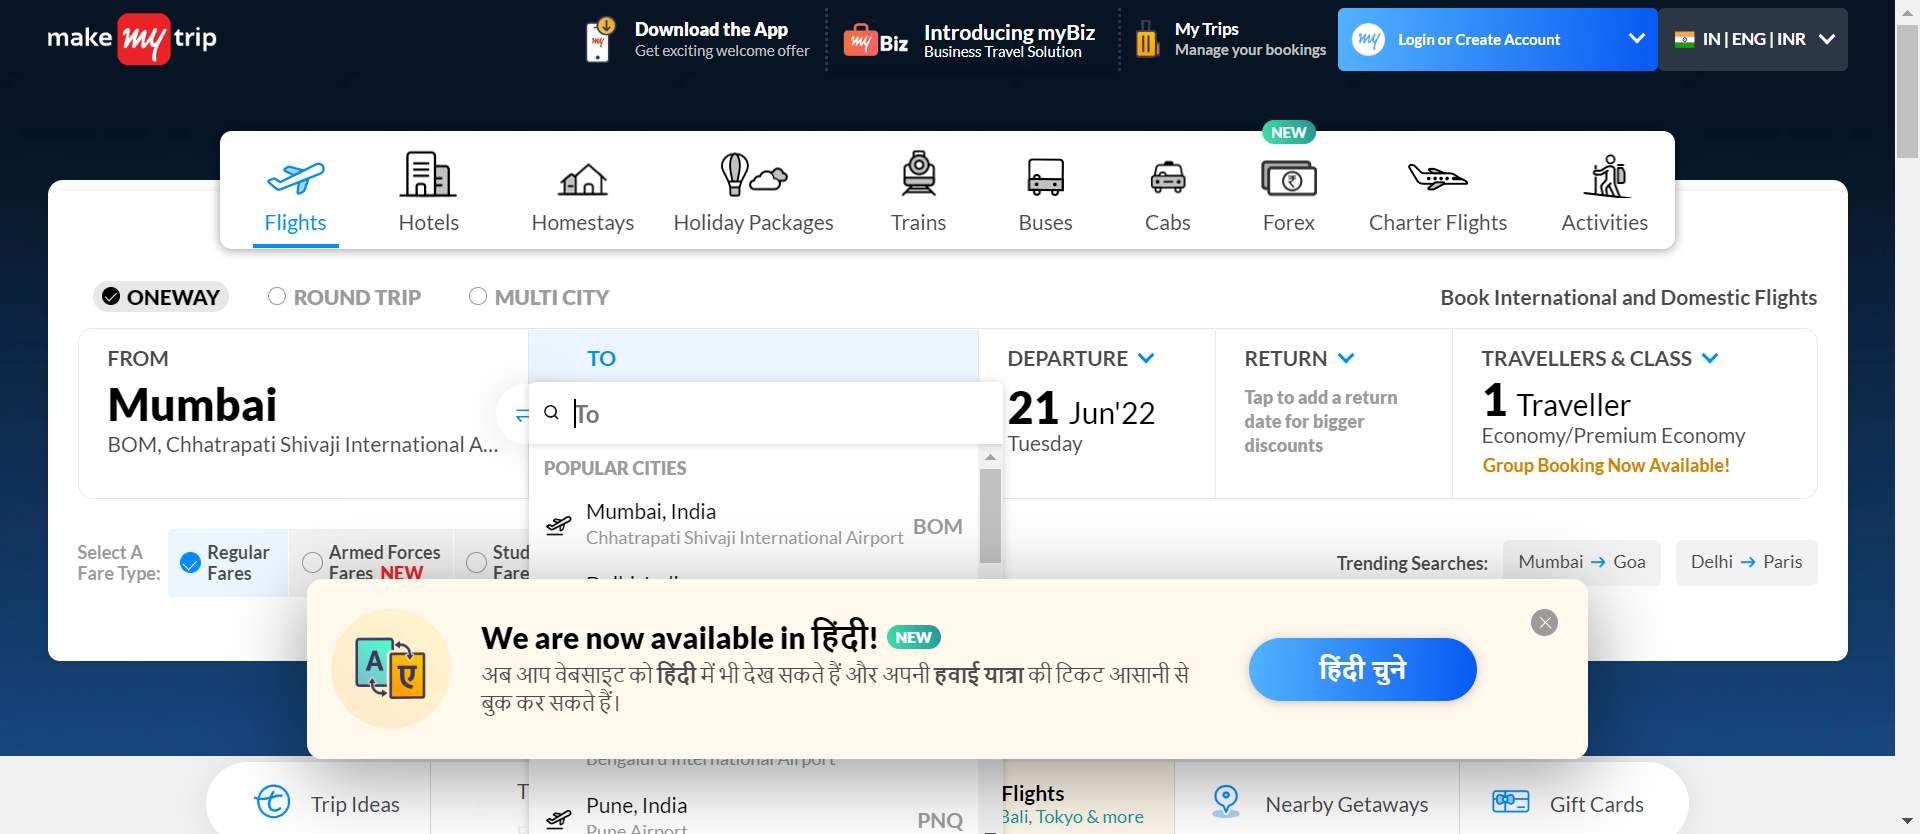 make my trip
Download the App
Get exciting welcome offer
my
my Biz
Introducing myBiz
Business Travel Solution
My Trips
Manage your bookings
my
Login or Create Account
IN | ENG | INR
NEW
Flights
Hotels
Homestays
Holiday Packages
Trains
Buses
Cabs
Forex
Charter Flights
Activities
ONEWAY
ROUND TRIP
MULTI CITY
Book International and Domestic Flights
FROM
Mumbai
BOM, Chhatrapati Shivaji International A...
TO
To
POPULAR CITIES
Mumbai, India
Chhatrapati Shivaji International Airport
BOM
DEPARTURE
21 Jun'22
Tuesday
RETURN
Tap to add a return
date for bigger
discounts
TRAVELLERS & CLASS
1 Traveller
Economy/Premium Economy
Group Booking Now Available!
Select A
Fare Type:
Regular
Fares
Armed Forces
Fares NEW
Stud
Fare
Trending Searches:
Mumbai → Goa
Delhi → Paris
A ए
We are now available in हिंदी! NEW
अब आप वेबसाइट को हिंदी में भी देख सकते हैं और अपनी हवाई यात्रा की टिकट आसानी से
बुक कर सकते हैं।
हिंदी चुने
Bengaluru International Airport
Pune, India
Pune Airport
PNQ
Trip Ideas
T
Flights
Bali, Tokyo & more
Nearby Getaways
Gift Cards